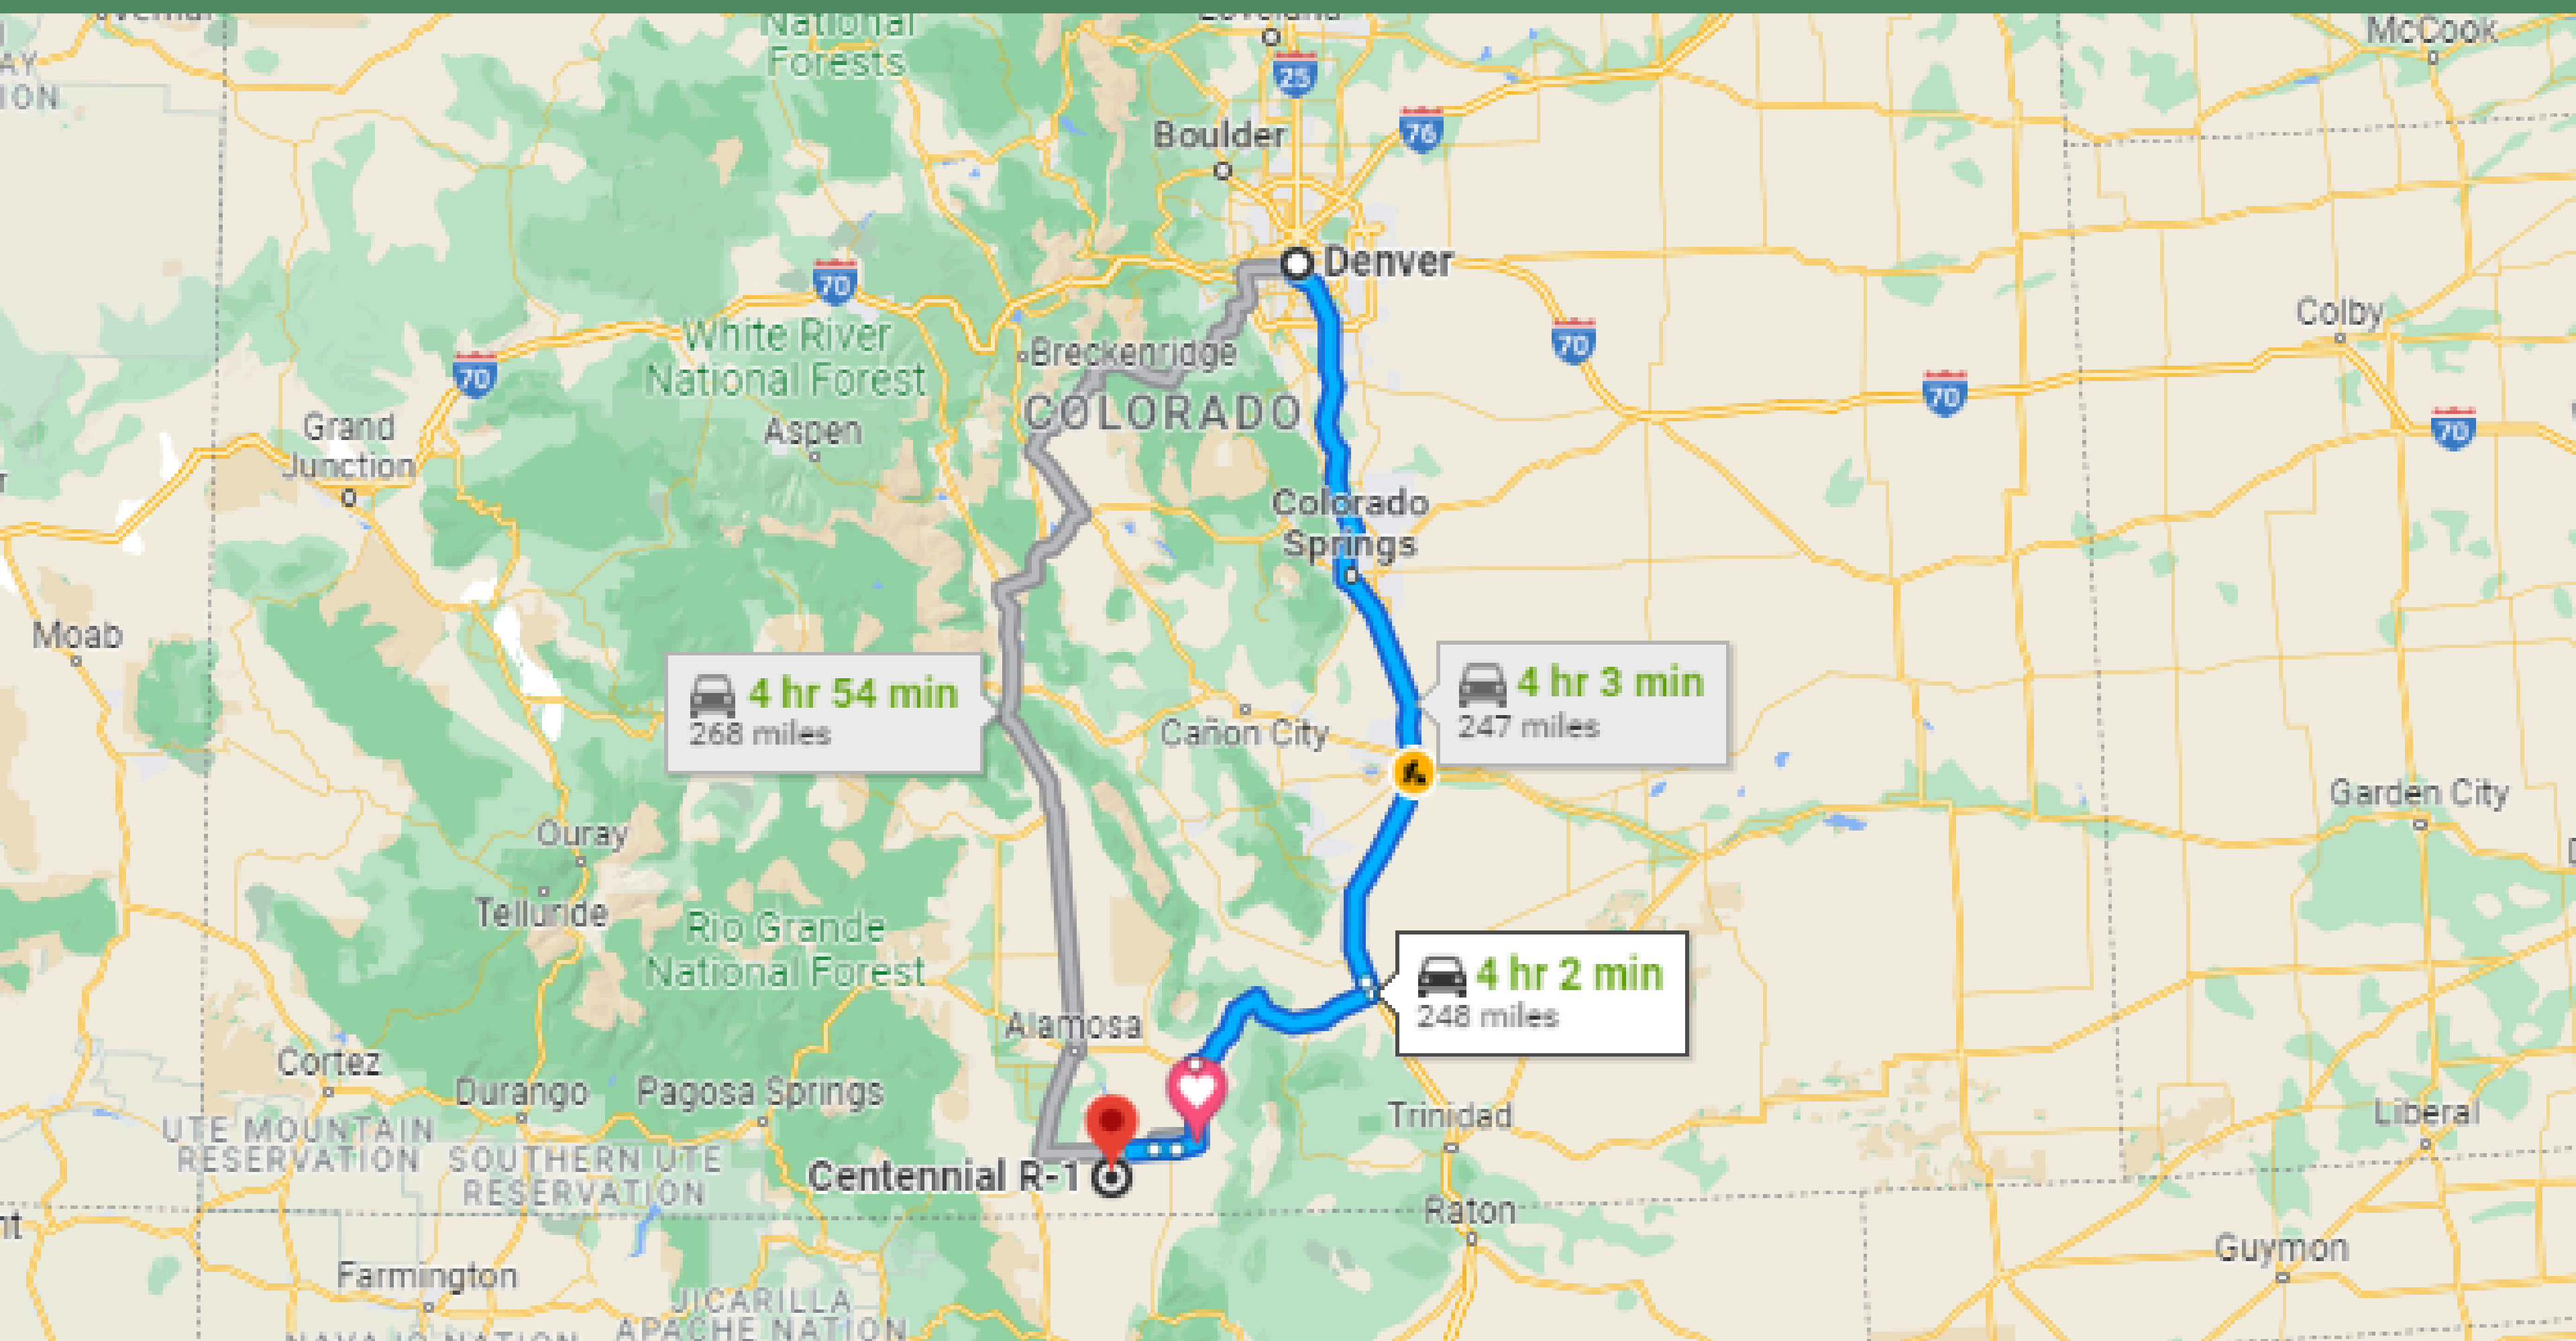 National
Forests
McCook
25
76
Boulder
Denver
70
White River
National Forest
Breckenridge
COLORADO
Aspen
70
Grand
Junction
70
Colby
70
70
Colorado
Springs
Moab
4 hr 54 min
268 miles
4 hr 3 min
247 miles
Cañon City
Garden City
Ouray
Telluride
Rio Grande
National Forest
4 hr 2 min
248 miles
Alamosa
Cortez
Durango
Pagosa Springs
Trinidad
Liberal
UTE MOUNTAIN
RESERVATION
SOUTHERN UTE
RESERVATION
Centennial R-1
Raton
Guymon
Farmington
JICARILLA
APACHE NATION